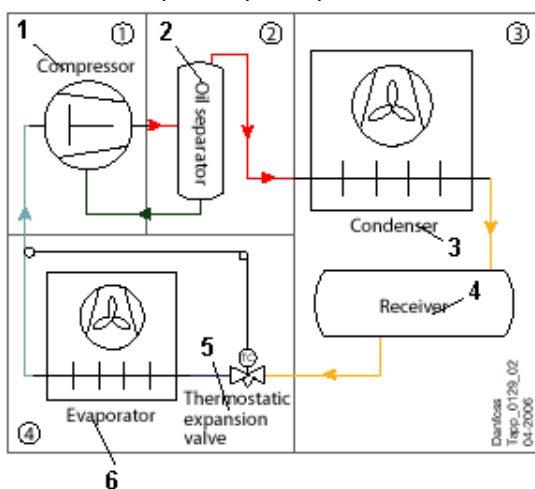 1
①
2
②
③
Compressor
Oil separator
Condenser
3
Receiver
4
5
TC
Thermostatic
expansion
valve
Evaporator
④
6
Danfoss
Tapp_0129_02
04-2006